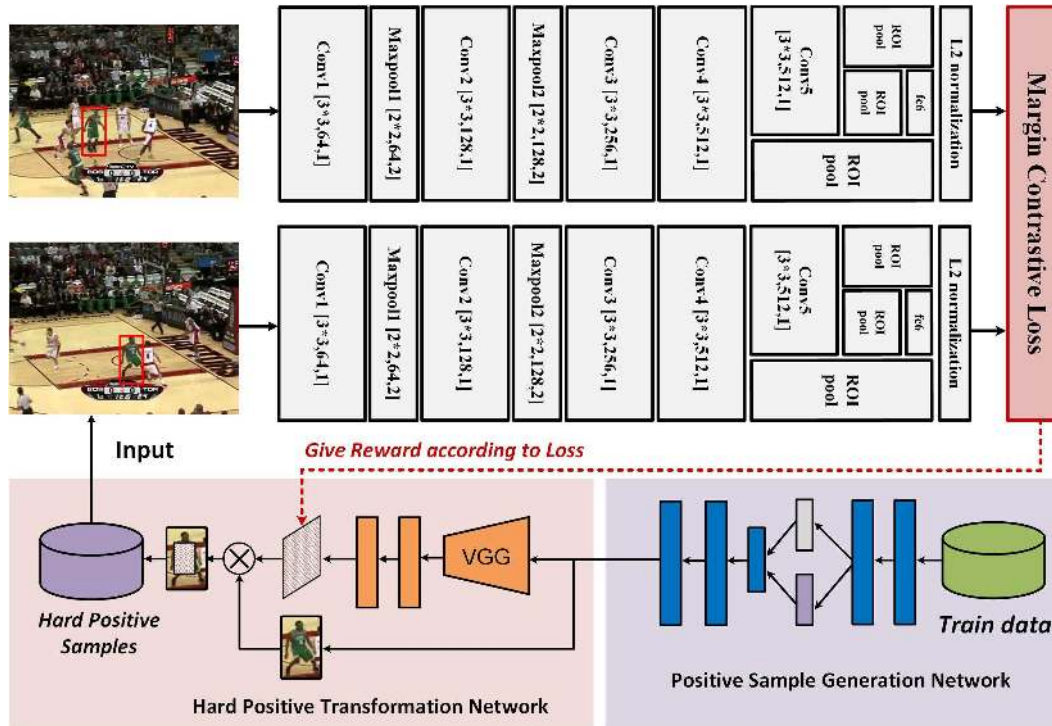 Conv1 [3*3,64,1]
Maxpool1 [2*2,64,2]
Conv2 [3*3,128,1]
Maxpool2 [2*2,128,2]
Conv3 [3*3,256,1]
Conv4 [3*3,512,1]
Conv5
[3*3,512,1]
ROI
pool
ROI
pool
fc6
ROI
pool
L2 normalization
Margin Contrastive Loss
Conv1 [3*3,64,1]
Maxpool1 [2*2,64,2]
Conv2 [3*3,128,1]
Maxpool2 [2*2,128,2]
Conv3 [3*3,256,1]
Conv4 [3*3,512,1]
Conv5
[3*3,512,1]
ROI
pool
ROI
pool
fc6
ROI
pool
L2 normalization
Input
Give Reward according to Loss
VGG
Hard Positive
Samples
Train data
Hard Positive Transformation Network
Positive Sample Generation Network